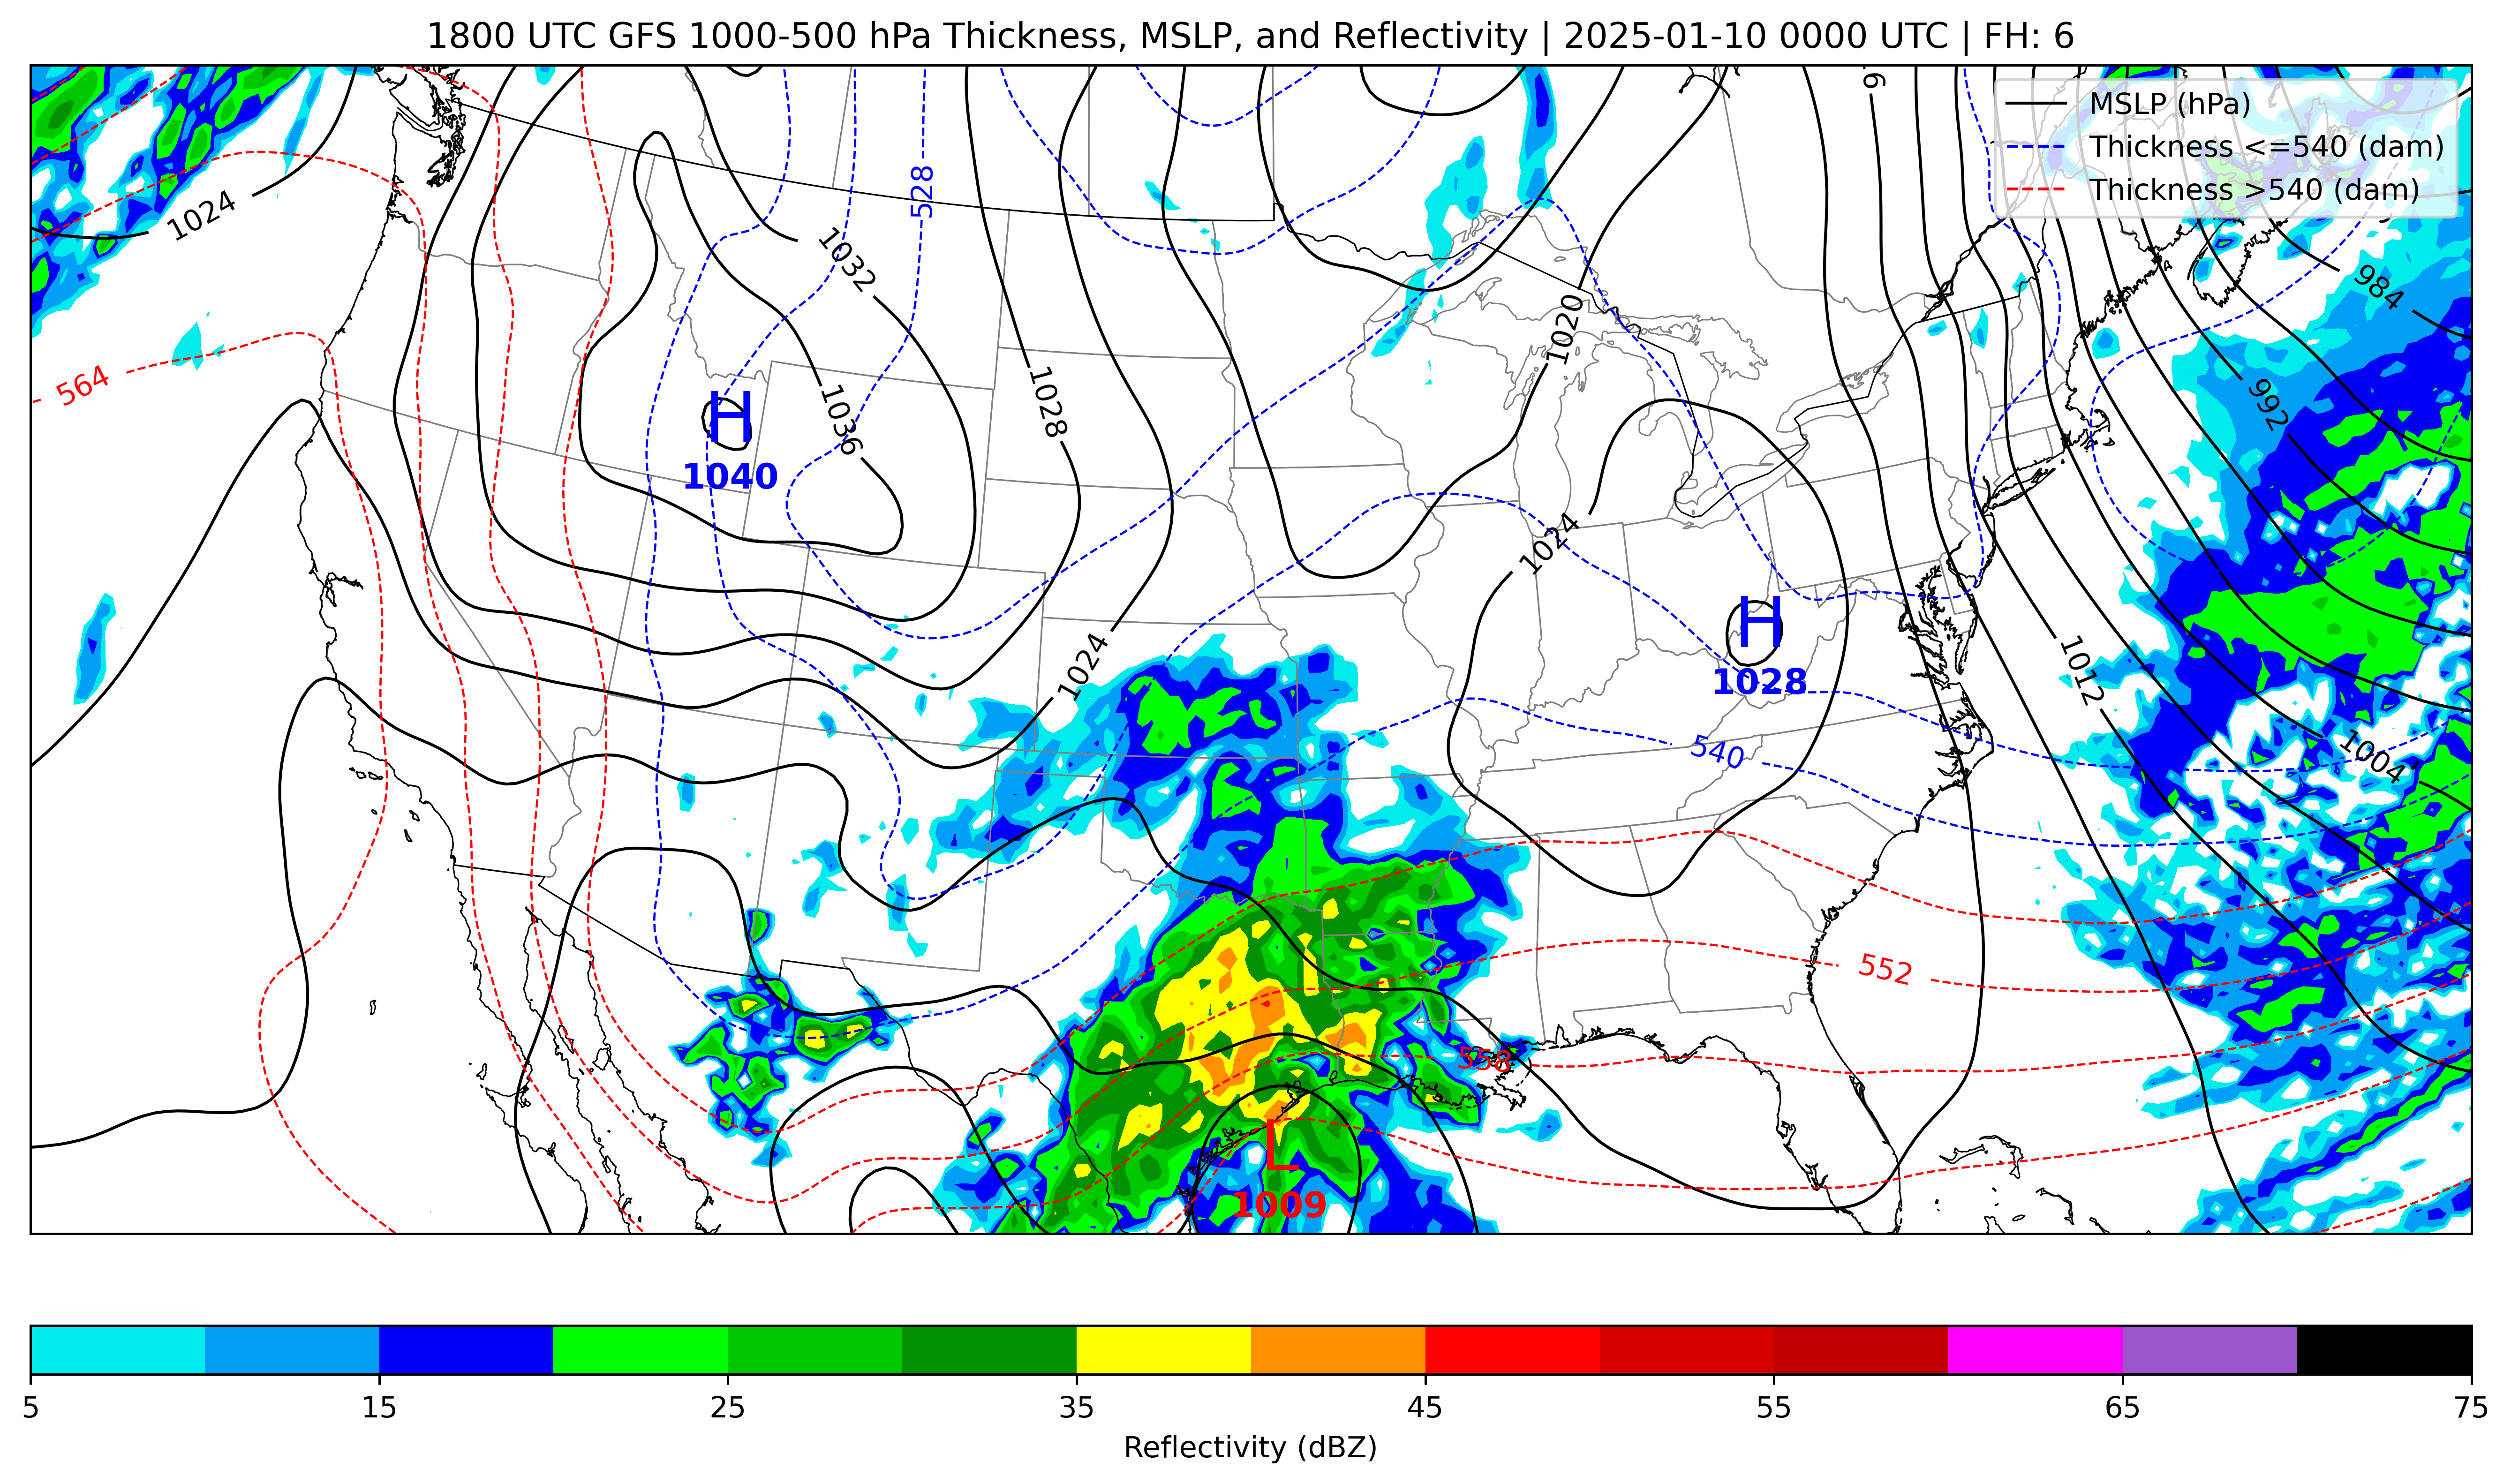 1800 UTC GFS 1000-500 hPa Thickness, MSLP, and Reflectivity | 2025-01-10 0000 UTC | FH: 6
MSLP (hPa)
Thickness <=540 (dam)
Thickness >540 (dam)
528
1024
1032
984
1020
564
1028
1036
992
H
1040
1024
H
1028
1024
1012
540
1004
552
558
L
1009
5 15 25 35 45 55 65 75
Reflectivity (dBZ)